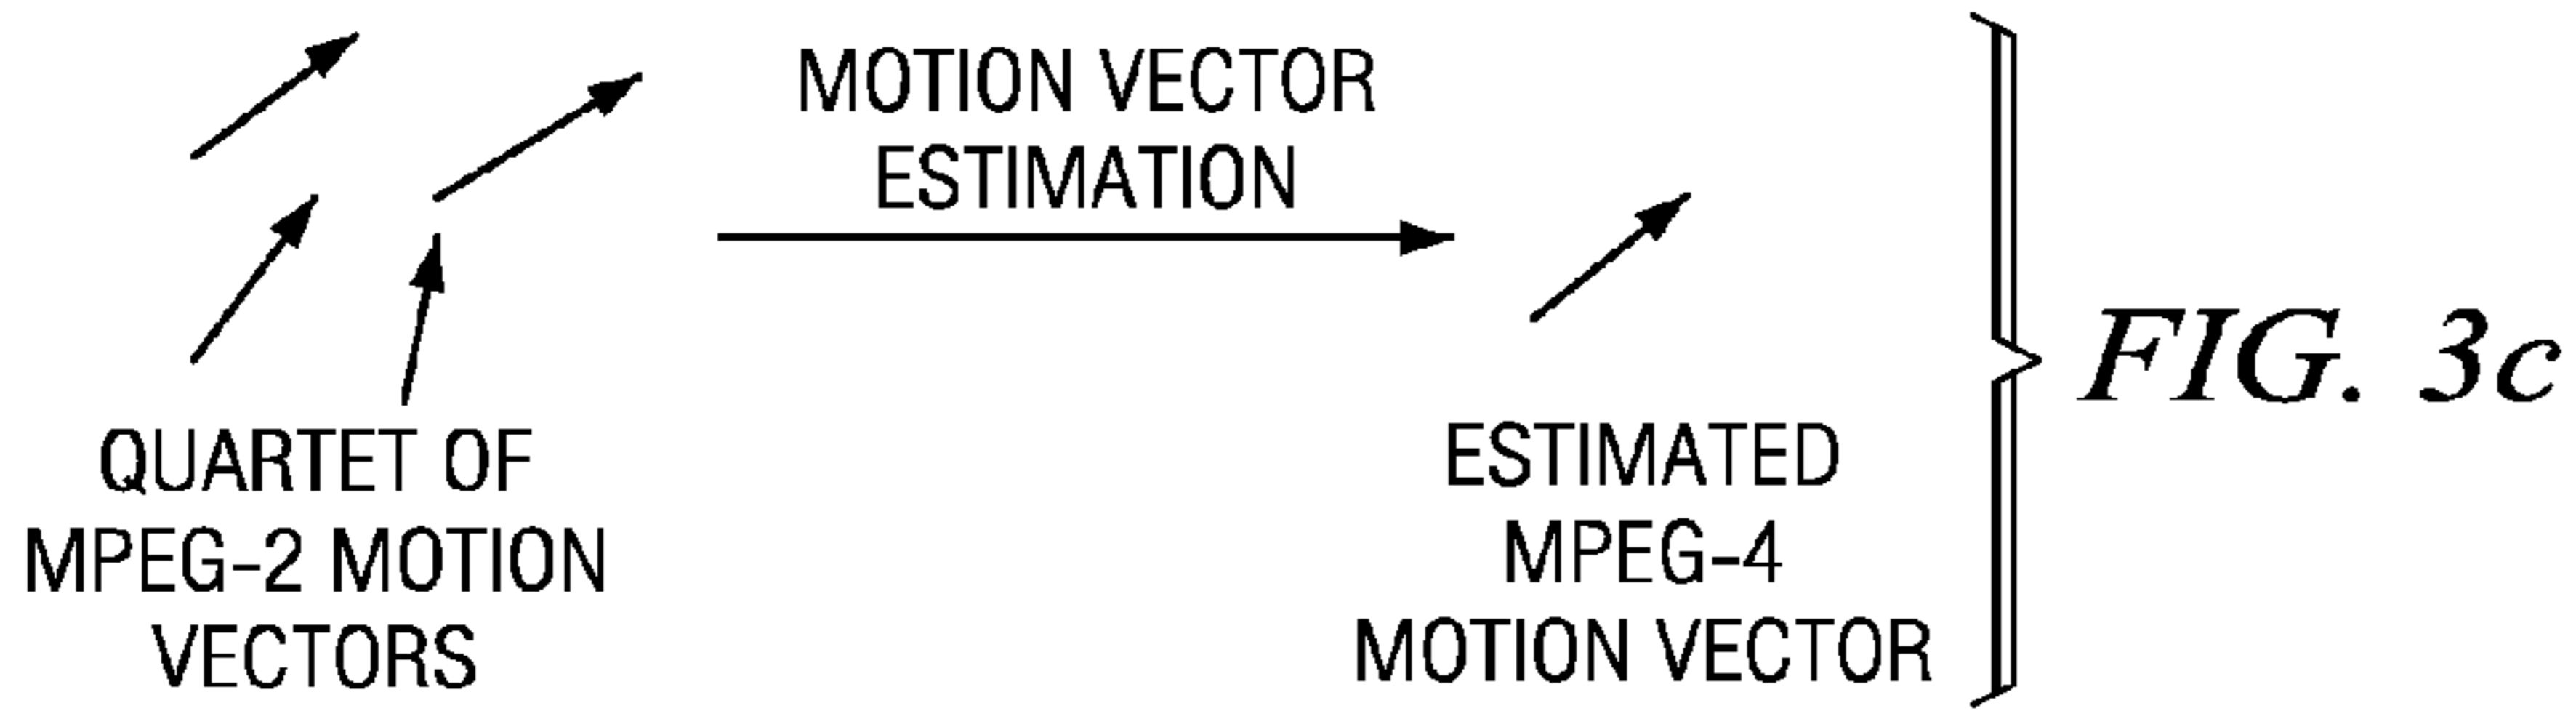 MOTION VECTOR
ESTIMATION
QUARTET OF
MPEG-2 MOTION
VECTORS
ESTIMATED
MPEG-4
MOTION VECTOR
FIG. 3c